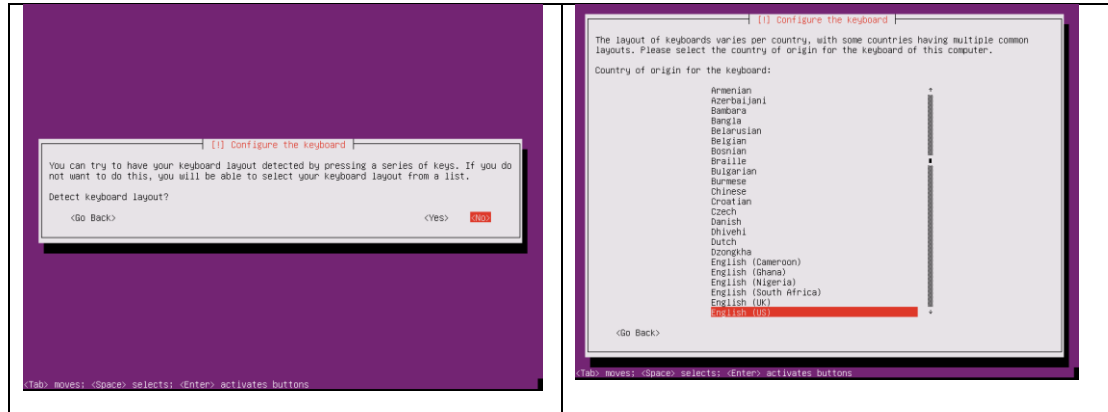 [!] Configure the keyboard
You can try to have your keyboard layout detected by pressing a series of keys. If you do
not want to do this, you will be able to select your keyboard layout from a list.
Detect keyboard layout?
<Go Back>
<Yes>
<No>
<Tab> moves; <Space> selects; <Enter> activates buttons
[!] Configure the keyboard
The layout of keyboards varies per country, with some countries having multiple common
layouts. Please select the country of origin for the keyboard of this computer.
Country of origin for the keyboard:
Armenian
Azerbaijani
Bambara
Bangla
Belarusian
Belgian
Bosnian
Braille
Bulgarian
Burmese
Chinese
Croatian
Czech
Danish
Dhivehi
Dutch
Dzongkha
English (Cameroon)
English (Ghana)
English (Nigeria)
English (South Africa)
English (UK)
English (US)
<Go Back>
<Tab> moves; <Space> selects; <Enter> activates buttons